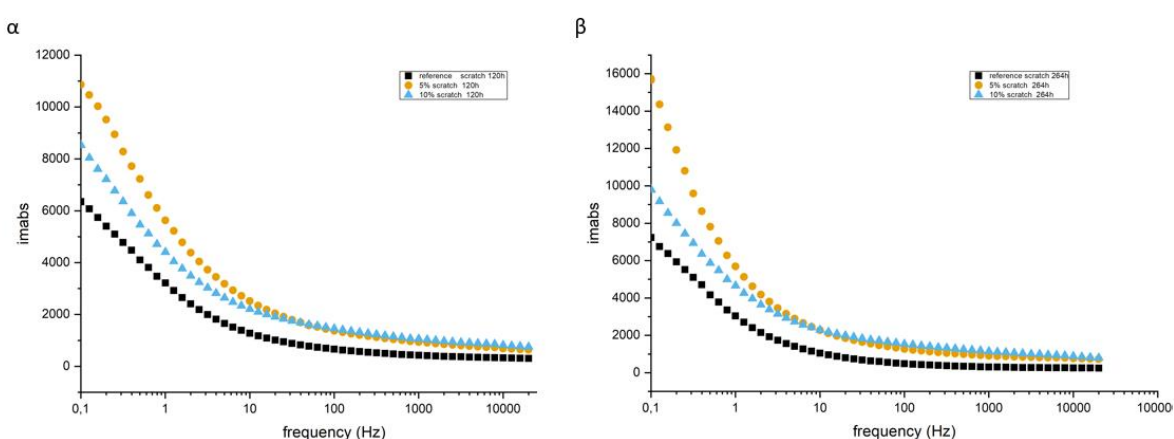 α
12000
10000
8000
6000
4000
2000
0
imabs
0,1 1 10 100 1000 10000
frequency (Hz)
reference scratch 120h
5% scratch 120h
10% scratch 120h
β
16000
14000
12000
10000
8000
6000
4000
2000
0
imabs
0,1 1 10 100 1000 10000 100000
frequency (Hz)
reference scratch 264h
5% scratch 264h
10% scratch 264h